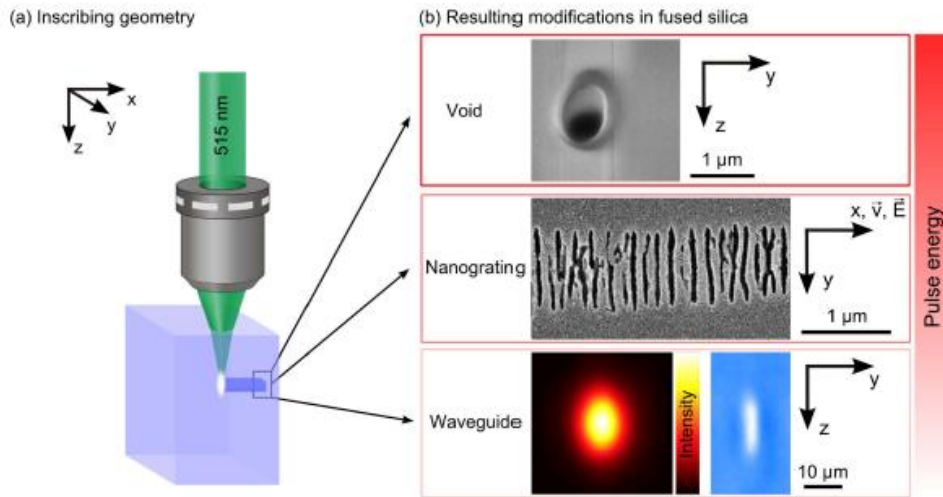 (a) Inscribing geometry
(b) Resulting modifications in fused silica
x
y
z
515 nm
Void
y
z
1 µm
Nanograting
x, v⃗, E⃗
y
1 µm
Waveguide
Intensity
y
z
10 µm
Pulse energy